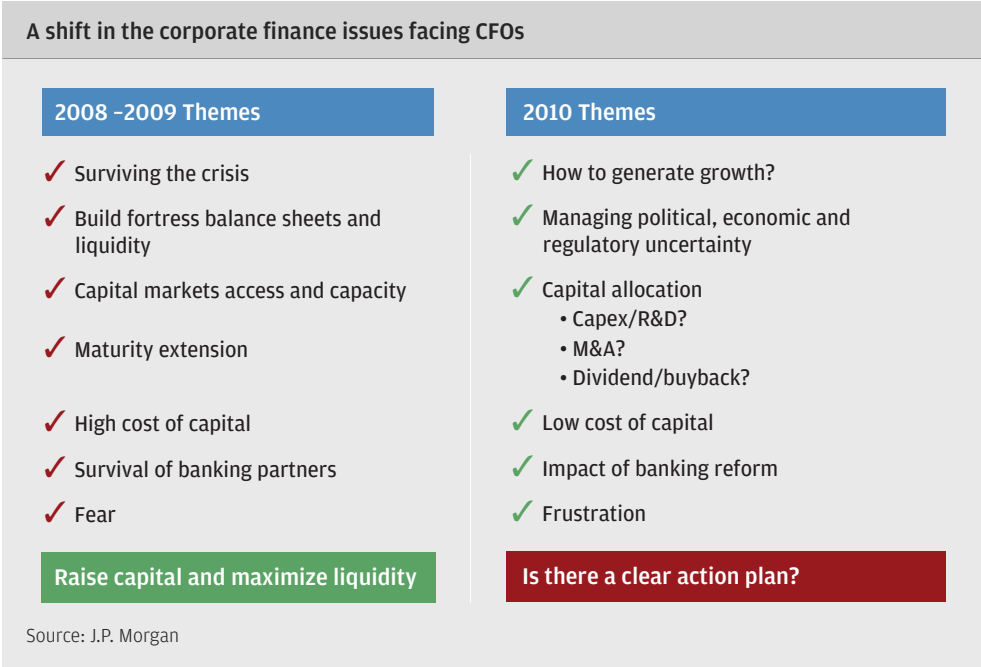 A shift in the corporate finance issues facing CFOs
2008 –2009 Themes
✓ Surviving the crisis
✓ Build fortress balance sheets and
liquidity
✓ Capital markets access and capacity
✓ Maturity extension
✓ High cost of capital
✓ Survival of banking partners
✓ Fear
Raise capital and maximize liquidity
2010 Themes
✓ How to generate growth?
✓ Managing political, economic and
regulatory uncertainty
✓ Capital allocation
• Capex/R&D?
• M&A?
• Dividend/buyback?
✓ Low cost of capital
✓ Impact of banking reform
✓ Frustration
Is there a clear action plan?
Source: J.P. Morgan